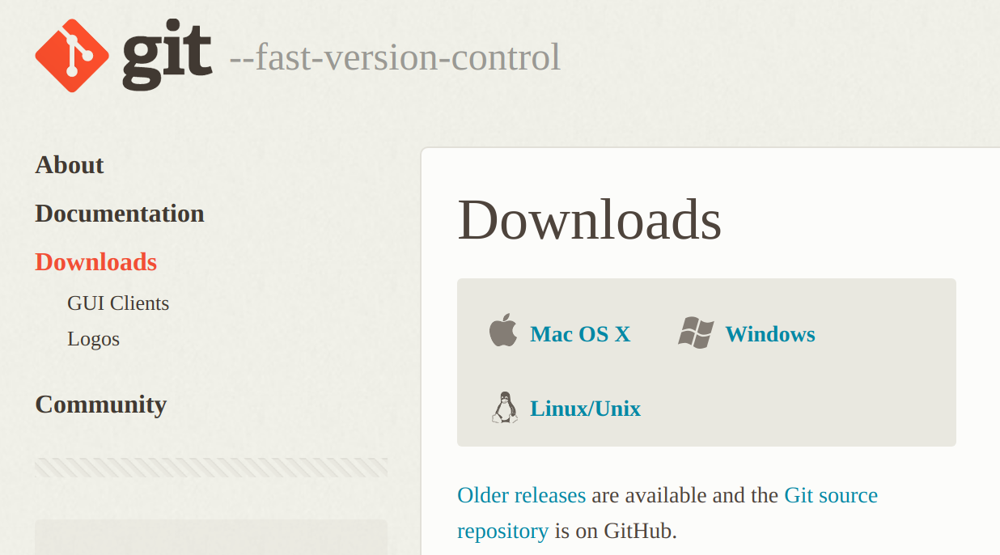 git --fast-version-control
About
Documentation
Downloads
GUI Clients
Logos
Community
Downloads
Mac OS X
Windows
Linux/Unix
Older releases are available and the Git source
repository is on GitHub.